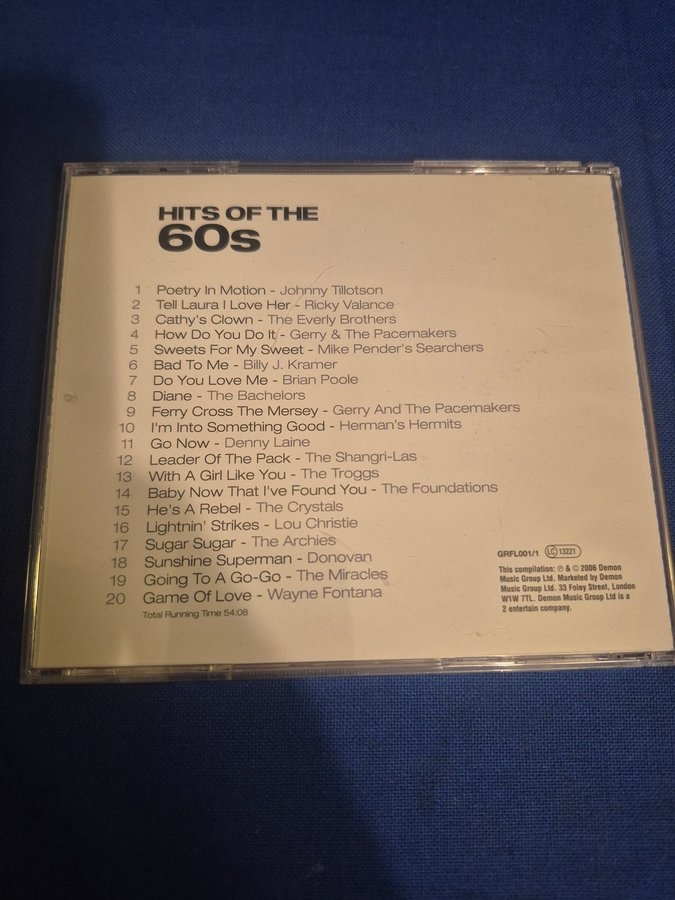 HITS OF THE
60s
1 Poetry In Motion - Johnny Tillotson
2 Tell Laura I Love Her - Ricky Valance
3 Cathy's Clown - The Everly Brothers
4 How Do You Do It - Gerry & The Pacemakers
5 Sweets For My Sweet - Mike Pender's Searchers
6 Bad To Me - Billy J. Kramer
7 Do You Love Me - Brian Poole
8 Diane - The Bachelors
9 Ferry Cross The Mersey - Gerry And The Pacemakers
10 I'm Into Something Good - Herman's Hermits
11 Go Now - Denny Laine
12 Leader Of The Pack - The Shangri-Las
13 With A Girl Like You - The Troggs
14 Baby Now That I've Found You - The Foundations
15 He's A Rebel - The Crystals
16 Lightnin' Strikes - Lou Christie
17 Sugar Sugar - The Archies
18 Sunshine Superman - Donovan
19 Going To A Go-Go - The Miracles
20 Game Of Love - Wayne Fontana
Total Running Time 54:08
GRFL001/1 LC 13221
This compilation: ℗ & © 2006 Demon
Music Group Ltd. Marketed by Demon
Music Group Ltd. 33 Foley Street, London
W1W 7TL. Demon Music Group Ltd is a
2 entertain company.